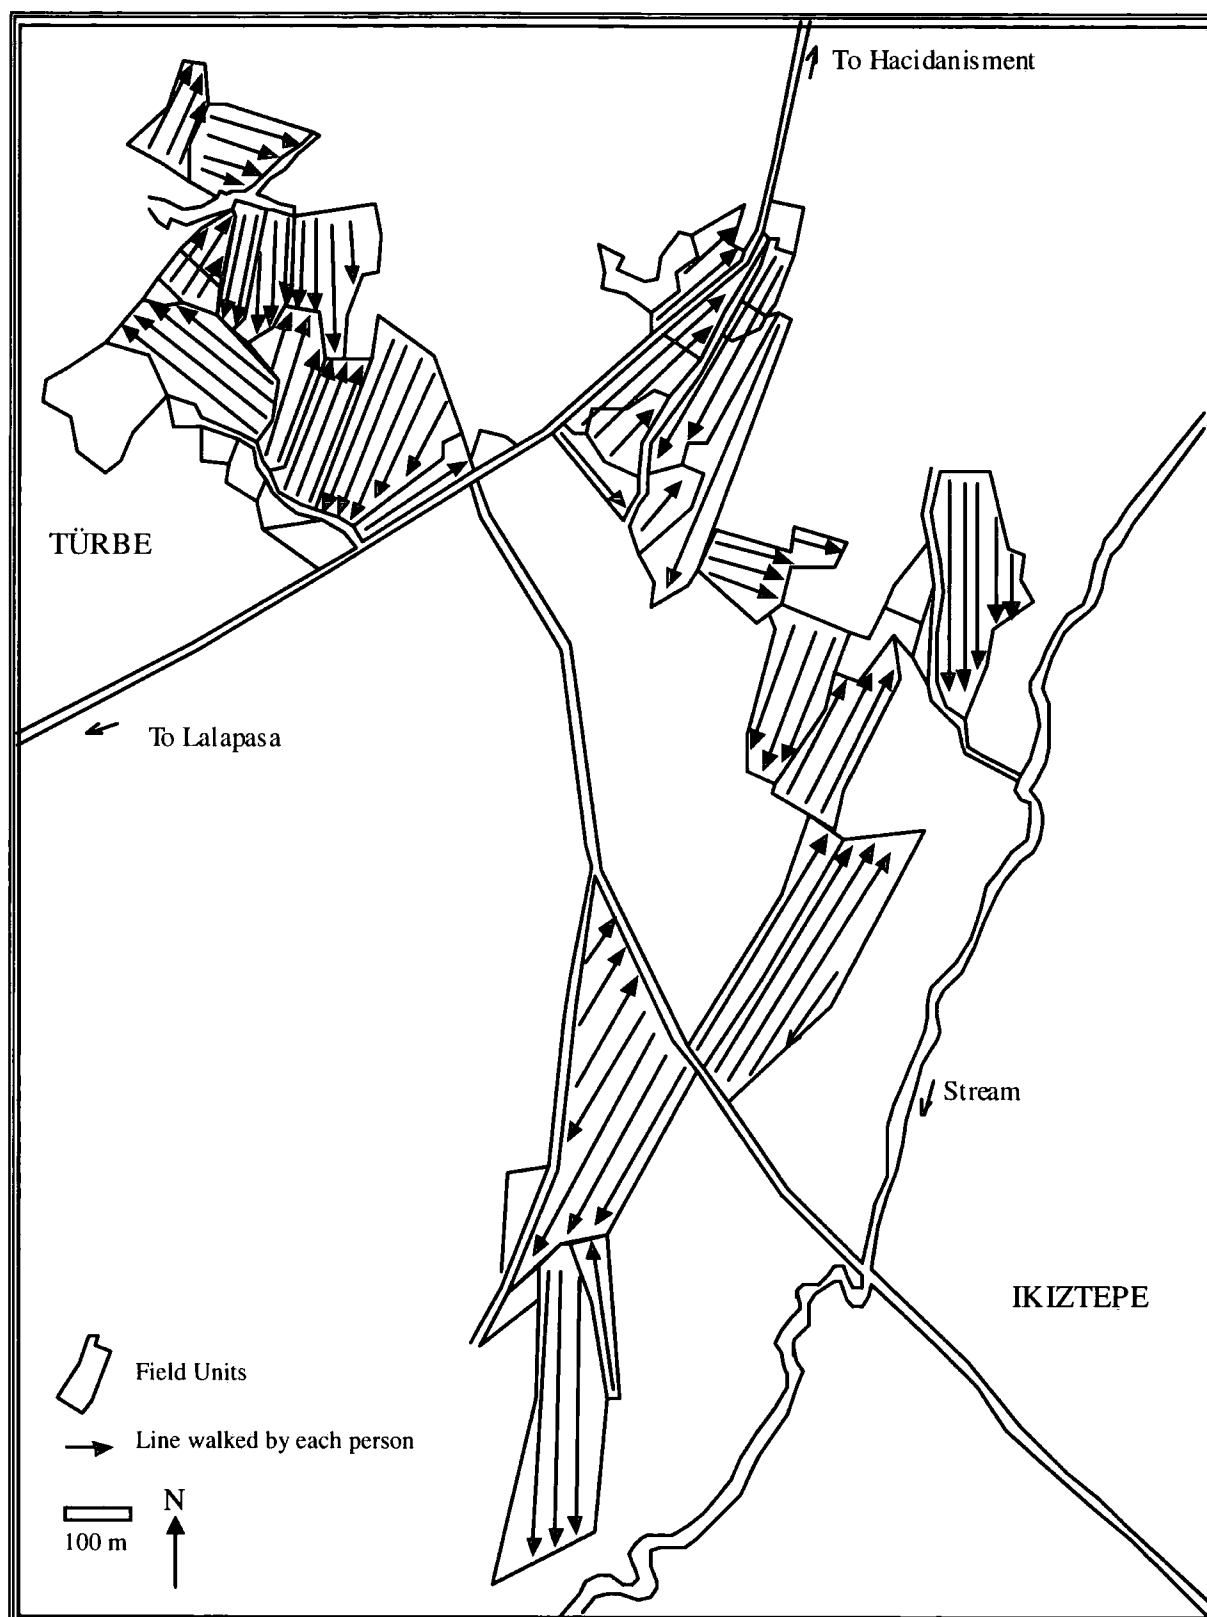 To Hacidanisment
TÜRBE
To Lalapasa
Stream
IKIZTEPE
Field Units
Line walked by each person
N
100 m